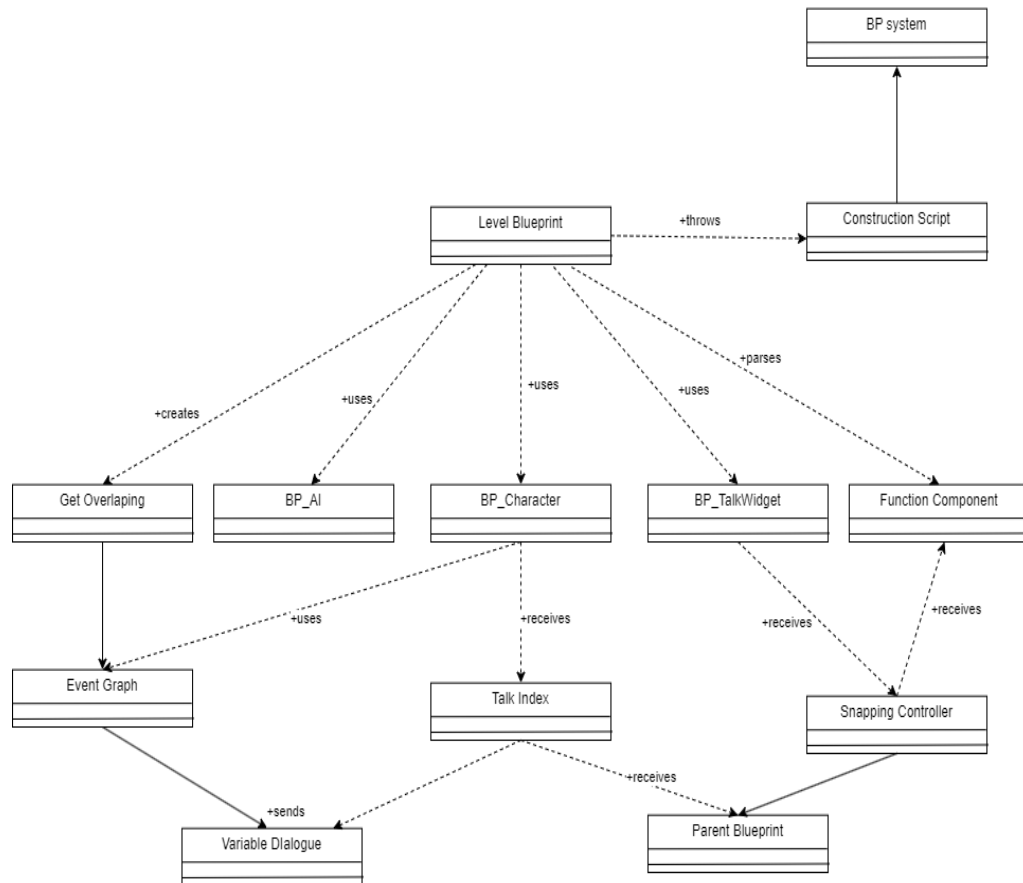 BP system
Level Blueprint
+throws
Construction Script
+parses
+creates
+uses
+uses
+uses
Get Overlaping
BP_AI
BP_Character
BP_TalkWidget
Function Component
+uses
+receives
+receives
+receives
Event Graph
Talk Index
Snapping Controller
+receives
+sends
Variable Dialogue
Parent Blueprint